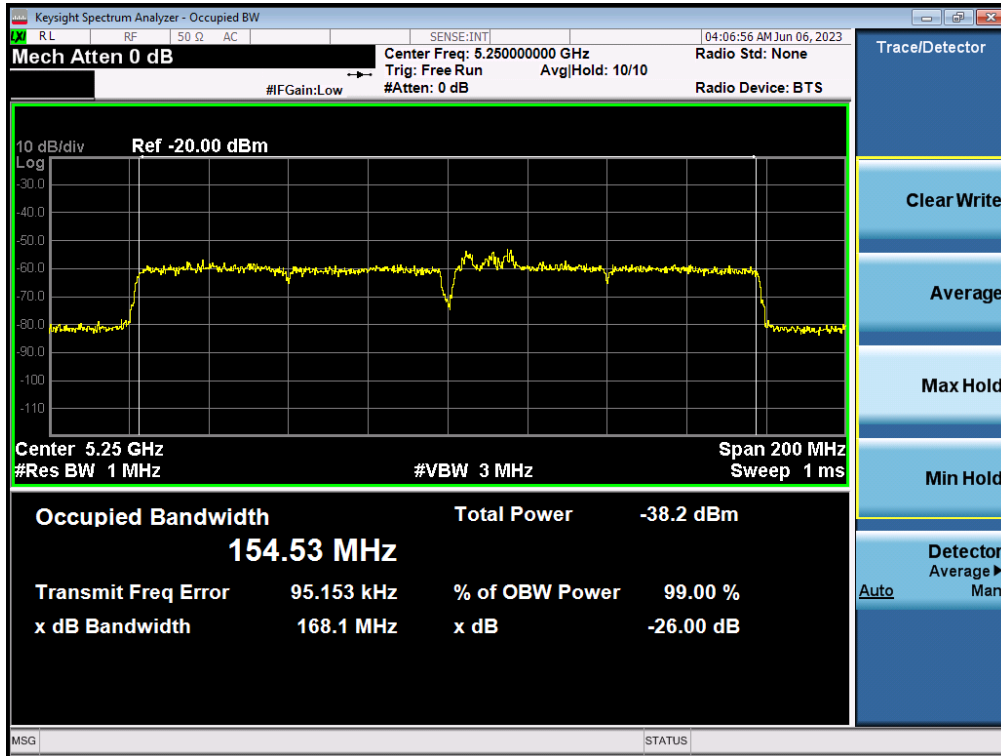 Keysight Spectrum Analyzer - Occupied BW
LXI RL RF 50 Ω AC SENSE:INT 04:06:56 AM Jun 06, 2023
Mech Atten 0 dB
Center Freq: 5.250000000 GHz Radio Std: None
Trig: Free Run Avg|Hold: 10/10
#IFGain:Low #Atten: 0 dB Radio Device: BTS
10 dB/div Ref -20.00 dBm
Log
-30.0
-40.0
-50.0
-60.0
-70.0
-80.0
-90.0
-100
-110
Center 5.25 GHz Span 200 MHz
#Res BW 1 MHz #VBW 3 MHz Sweep 1 ms
Occupied Bandwidth Total Power -38.2 dBm
154.53 MHz
Transmit Freq Error 95.153 kHz % of OBW Power 99.00 %
x dB Bandwidth 168.1 MHz x dB -26.00 dB
MSG STATUS
Trace/Detector
Clear Write
Average
Max Hold
Min Hold
Detector
Average
Auto Man